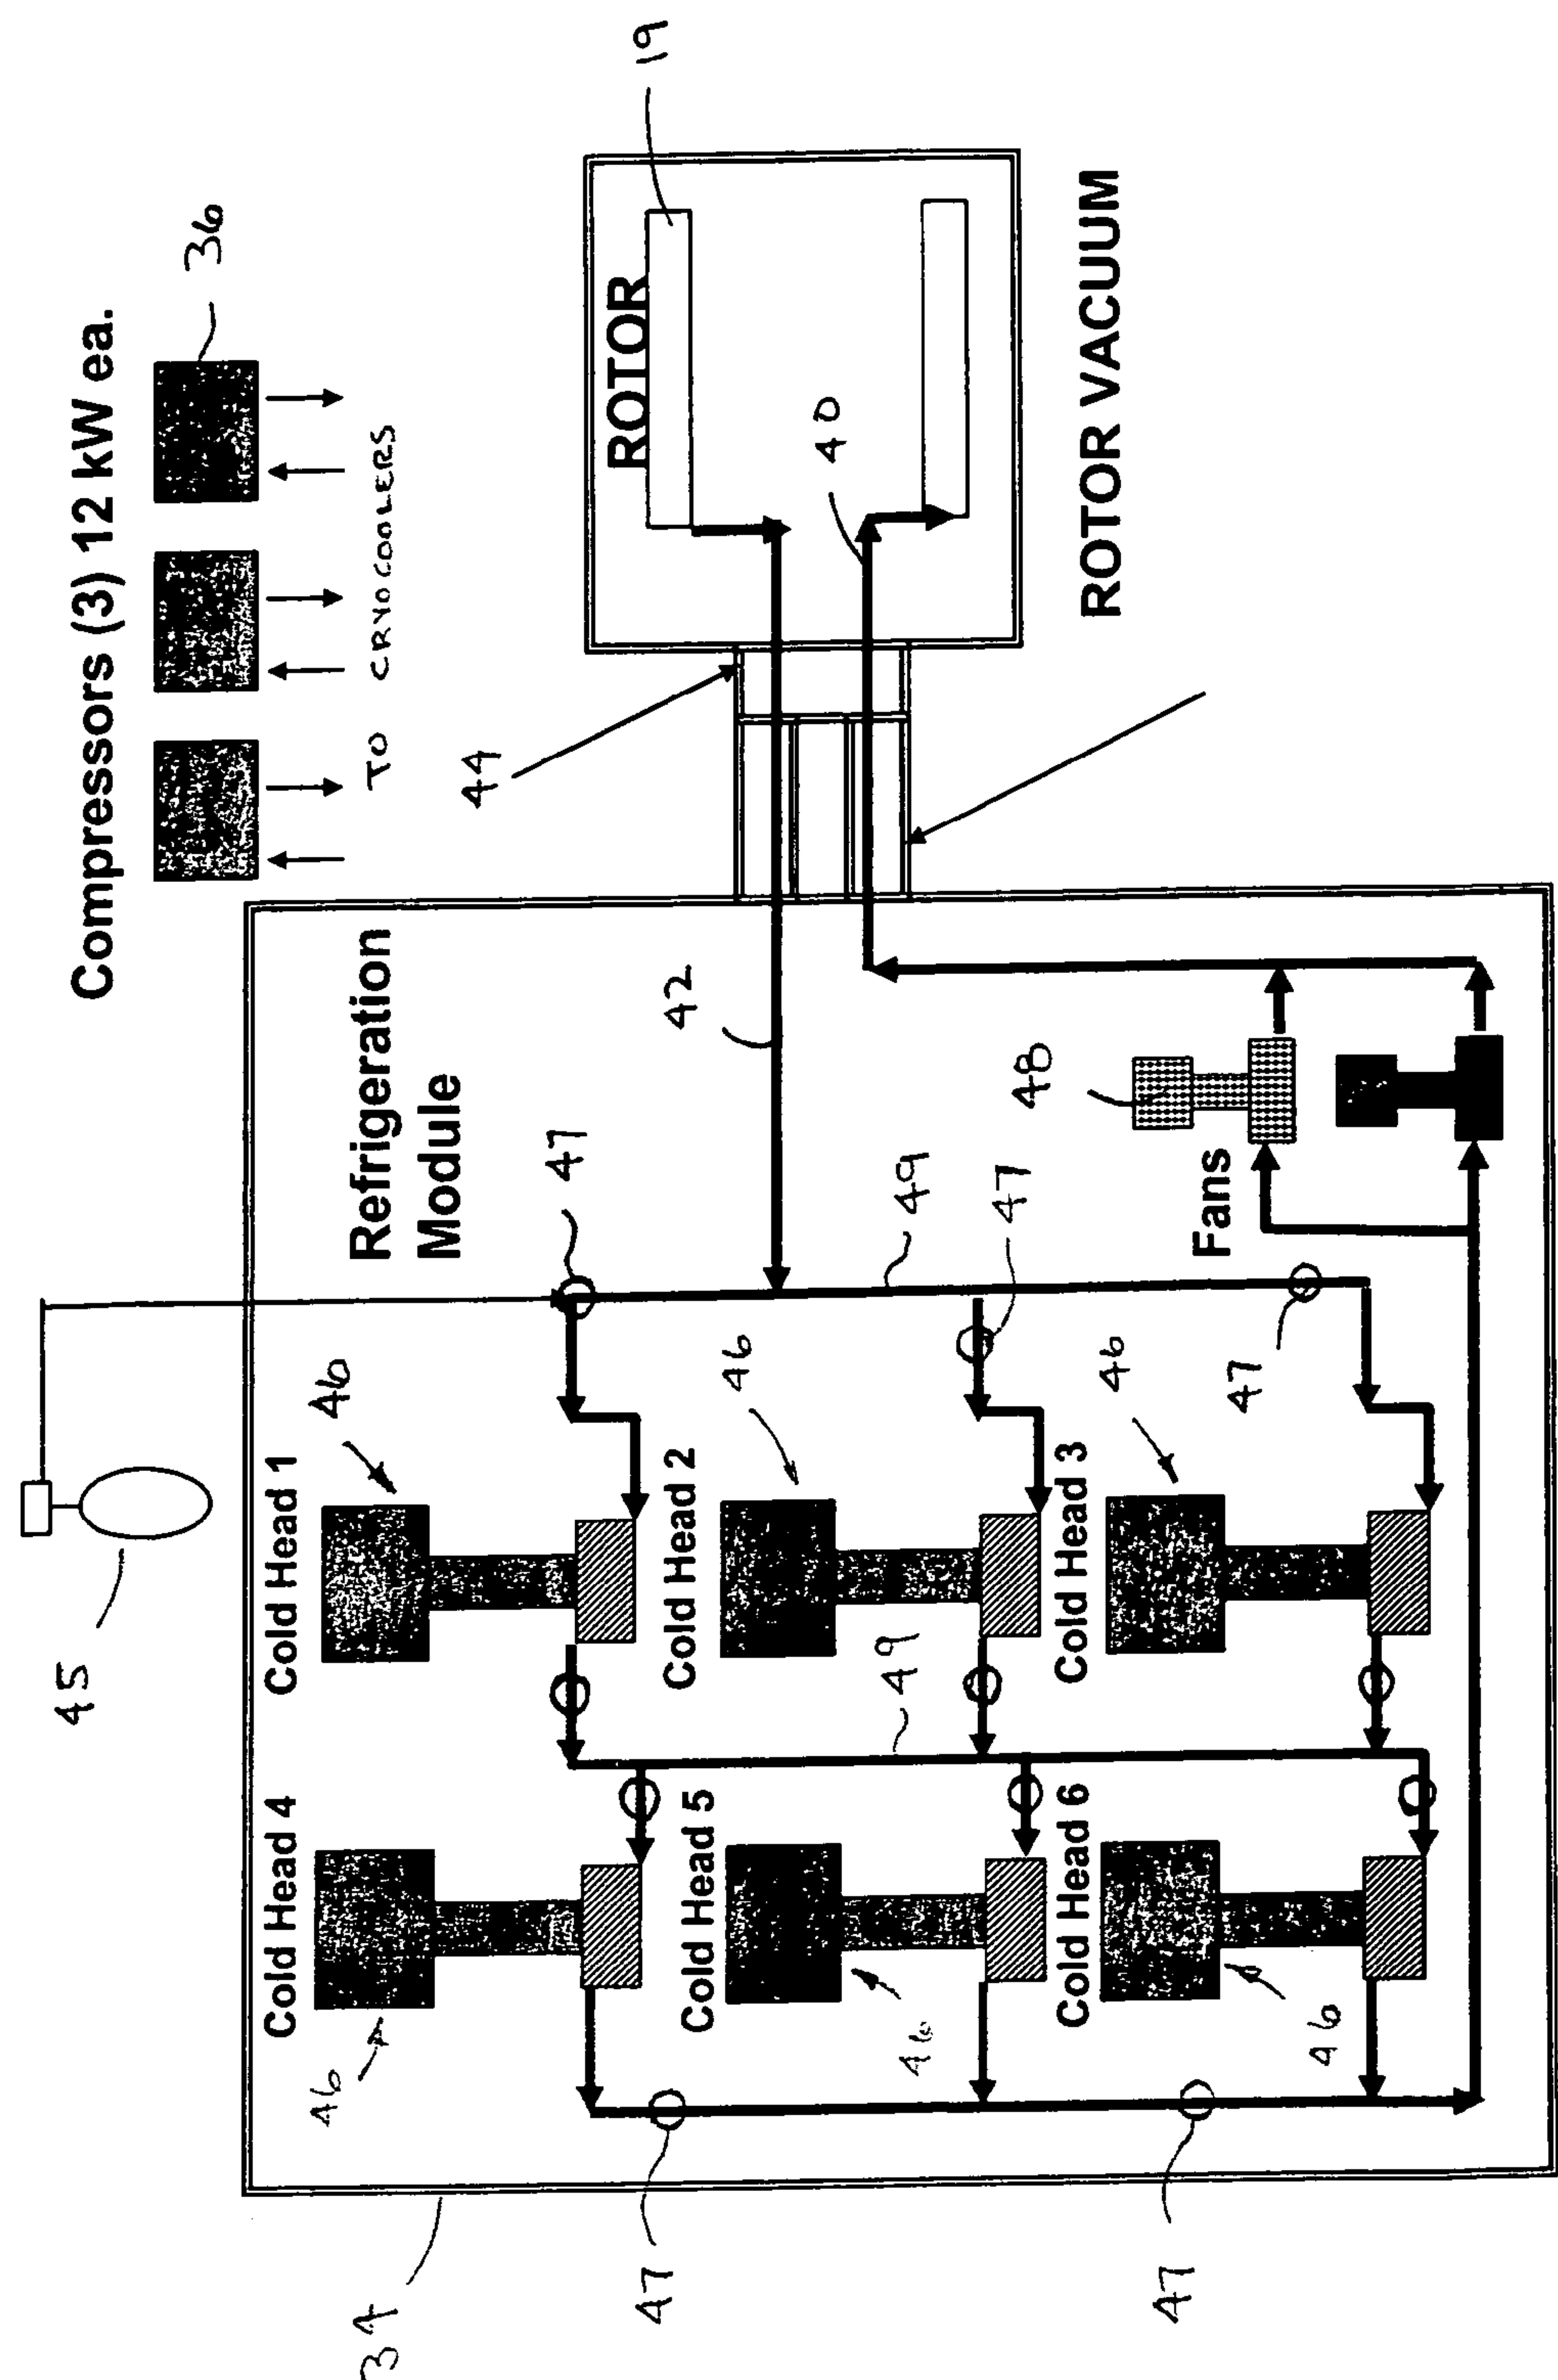 Compressors (3) 12 kW ea.
36
TO CRYOCOOLERS
45
34
Refrigeration
Module
Cold Head 4
46
Cold Head 1
46
47
44
42
ROTOR
19
40
ROTOR VACUUM
Cold Head 5
46
Cold Head 2
46
49
49
47
Cold Head 6
46
Cold Head 3
46
47
Fans
48
47
47